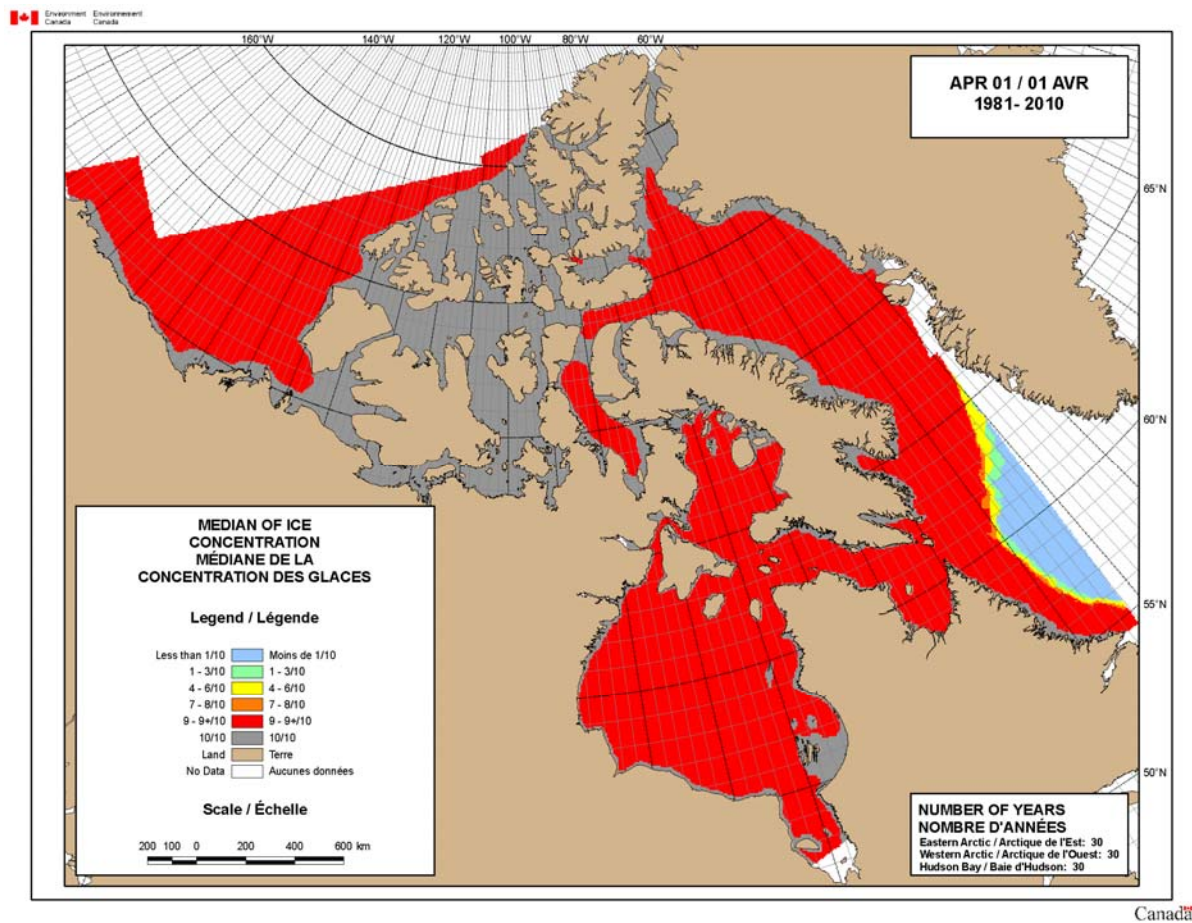 Environment Environnement
Canada Canada
160°W 140°W 120°W 100°W 80°W 60°W
APR 01 / 01 AVR
1981- 2010
65°N
60°N
55°N
50°N
MEDIAN OF ICE
CONCENTRATION
MÉDIANE DE LA
CONCENTRATION DES GLACES
Legend / Légende
Less than 1/10 Moins de 1/10
1 - 3/10 1 - 3/10
4 - 6/10 4 - 6/10
7 - 8/10 7 - 8/10
9 - 9+/10 9 - 9+/10
10/10 10/10
Land Terre
No Data Aucunes données
Scale / Échelle
200 100 0 200 400 600 km
NUMBER OF YEARS
NOMBRE D'ANNÉES
Eastern Arctic / Arctique de l'Est: 30
Western Arctic / Arctique de l'Ouest: 30
Hudson Bay / Baie d'Hudson: 30
Canada